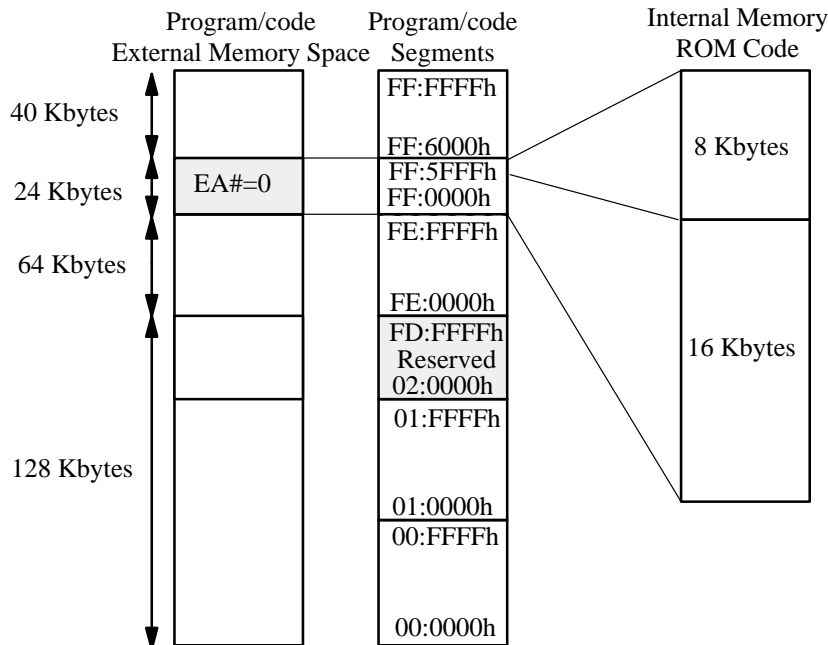 Program/code
External Memory Space
Program/code
Segments
Internal Memory
ROM Code
40 Kbytes
24 Kbytes
64 Kbytes
128 Kbytes
EA#=0
FF:FFFFh
FF:6000h
FF:5FFFh
FF:0000h
FE:FFFFh
FE:0000h
FD:FFFFh
Reserved
02:0000h
01:FFFFh
01:0000h
00:FFFFh
00:0000h
8 Kbytes
16 Kbytes